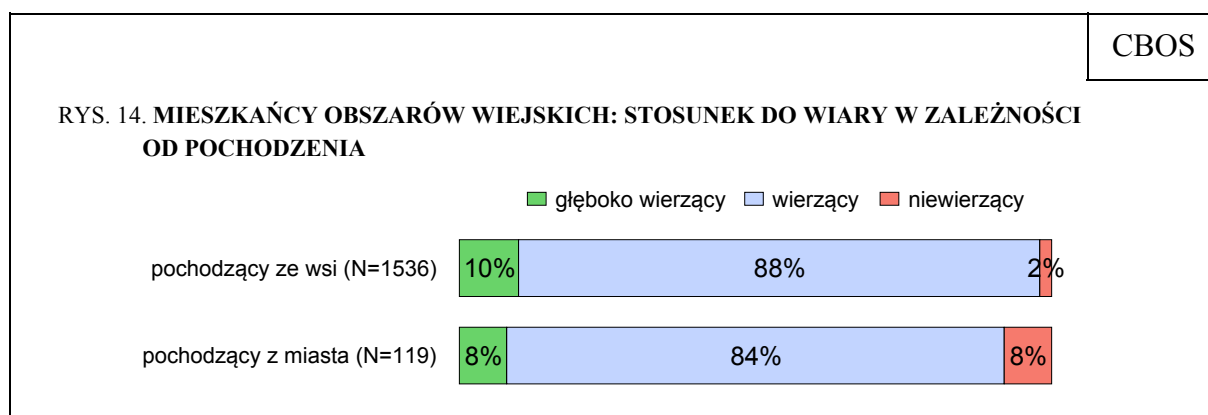 CBOS
RYS. 14. MIESZKAŃCY OBSZARÓW WIEJSKICH: STOSUNEK DO WIARY W ZALEŻNOŚCI
OD POCHODZENIA
głęboko wierzący wierzący niewierzący
pochodzący ze wsi (N=1536) 10% 88% 2%
pochodzący z miasta (N=119) 8% 84% 8%